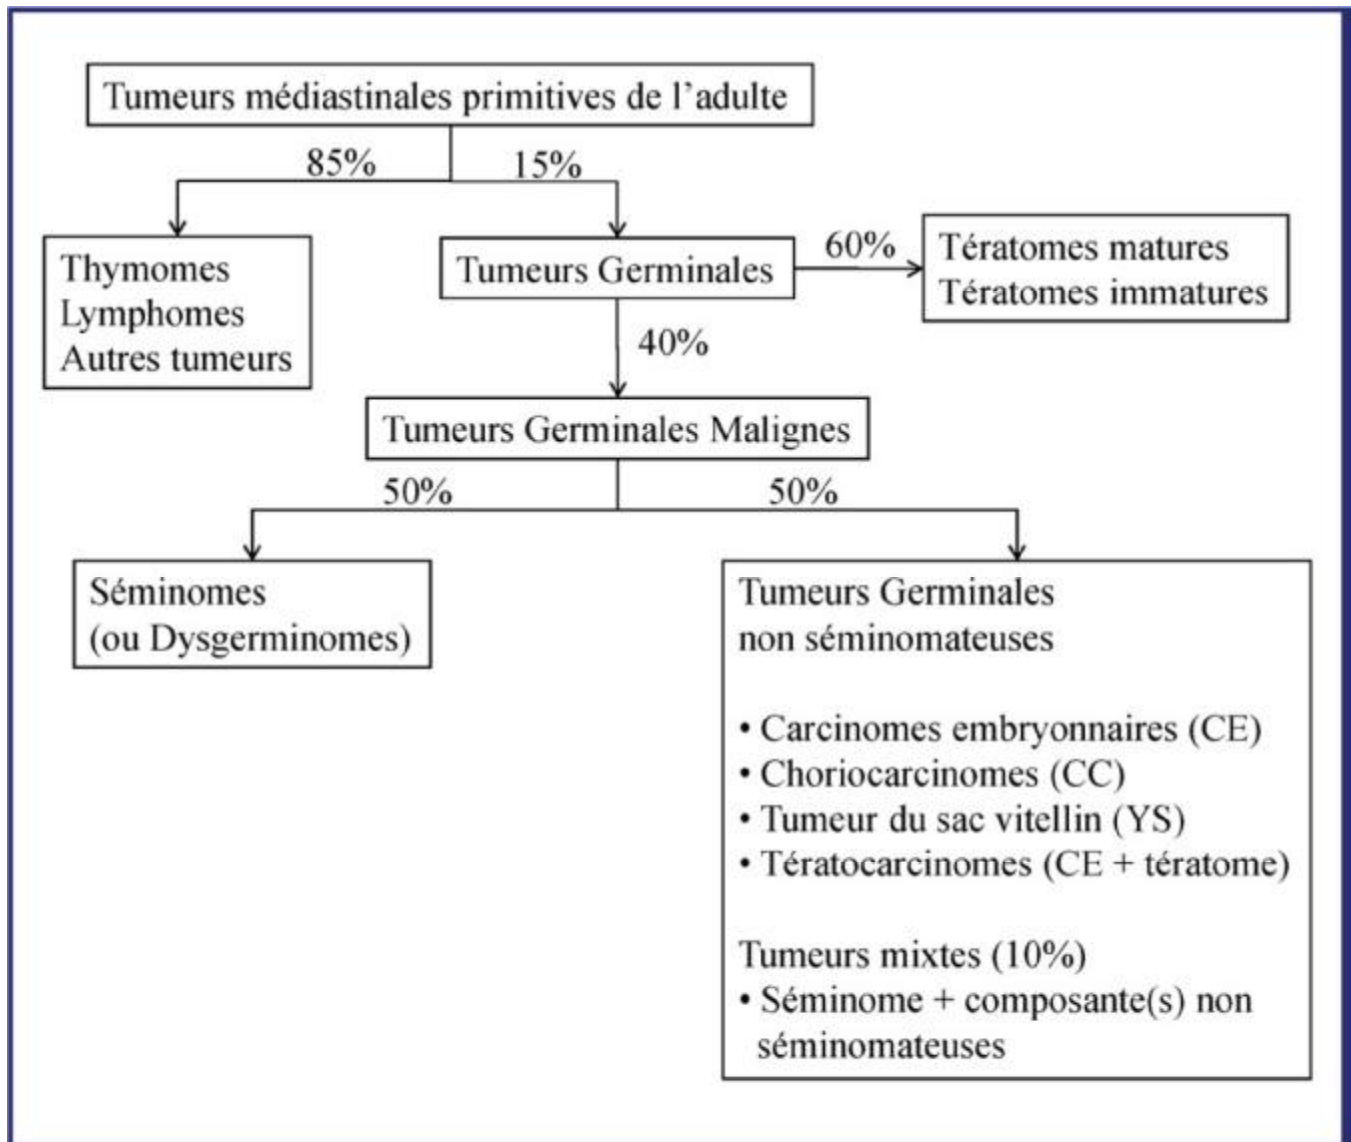 Tumeurs médiastinales primitives de l’adulte
85%
15%
Thymomes
Lymphomes
Autres tumeurs
Tumeurs Germinales
60%
Tératomes matures
Tératomes immatures
40%
Tumeurs Germinales Malignes
50%
50%
Séminomes
(ou Dysgerminomes)
Tumeurs Germinales
non séminomateuses
• Carcinomes embryonnaires (CE)
• Choriocarcinomes (CC)
• Tumeur du sac vitellin (YS)
• Tératocarcinomes (CE + tératome)
Tumeurs mixtes (10%)
• Séminome + composante(s) non
séminomateuses